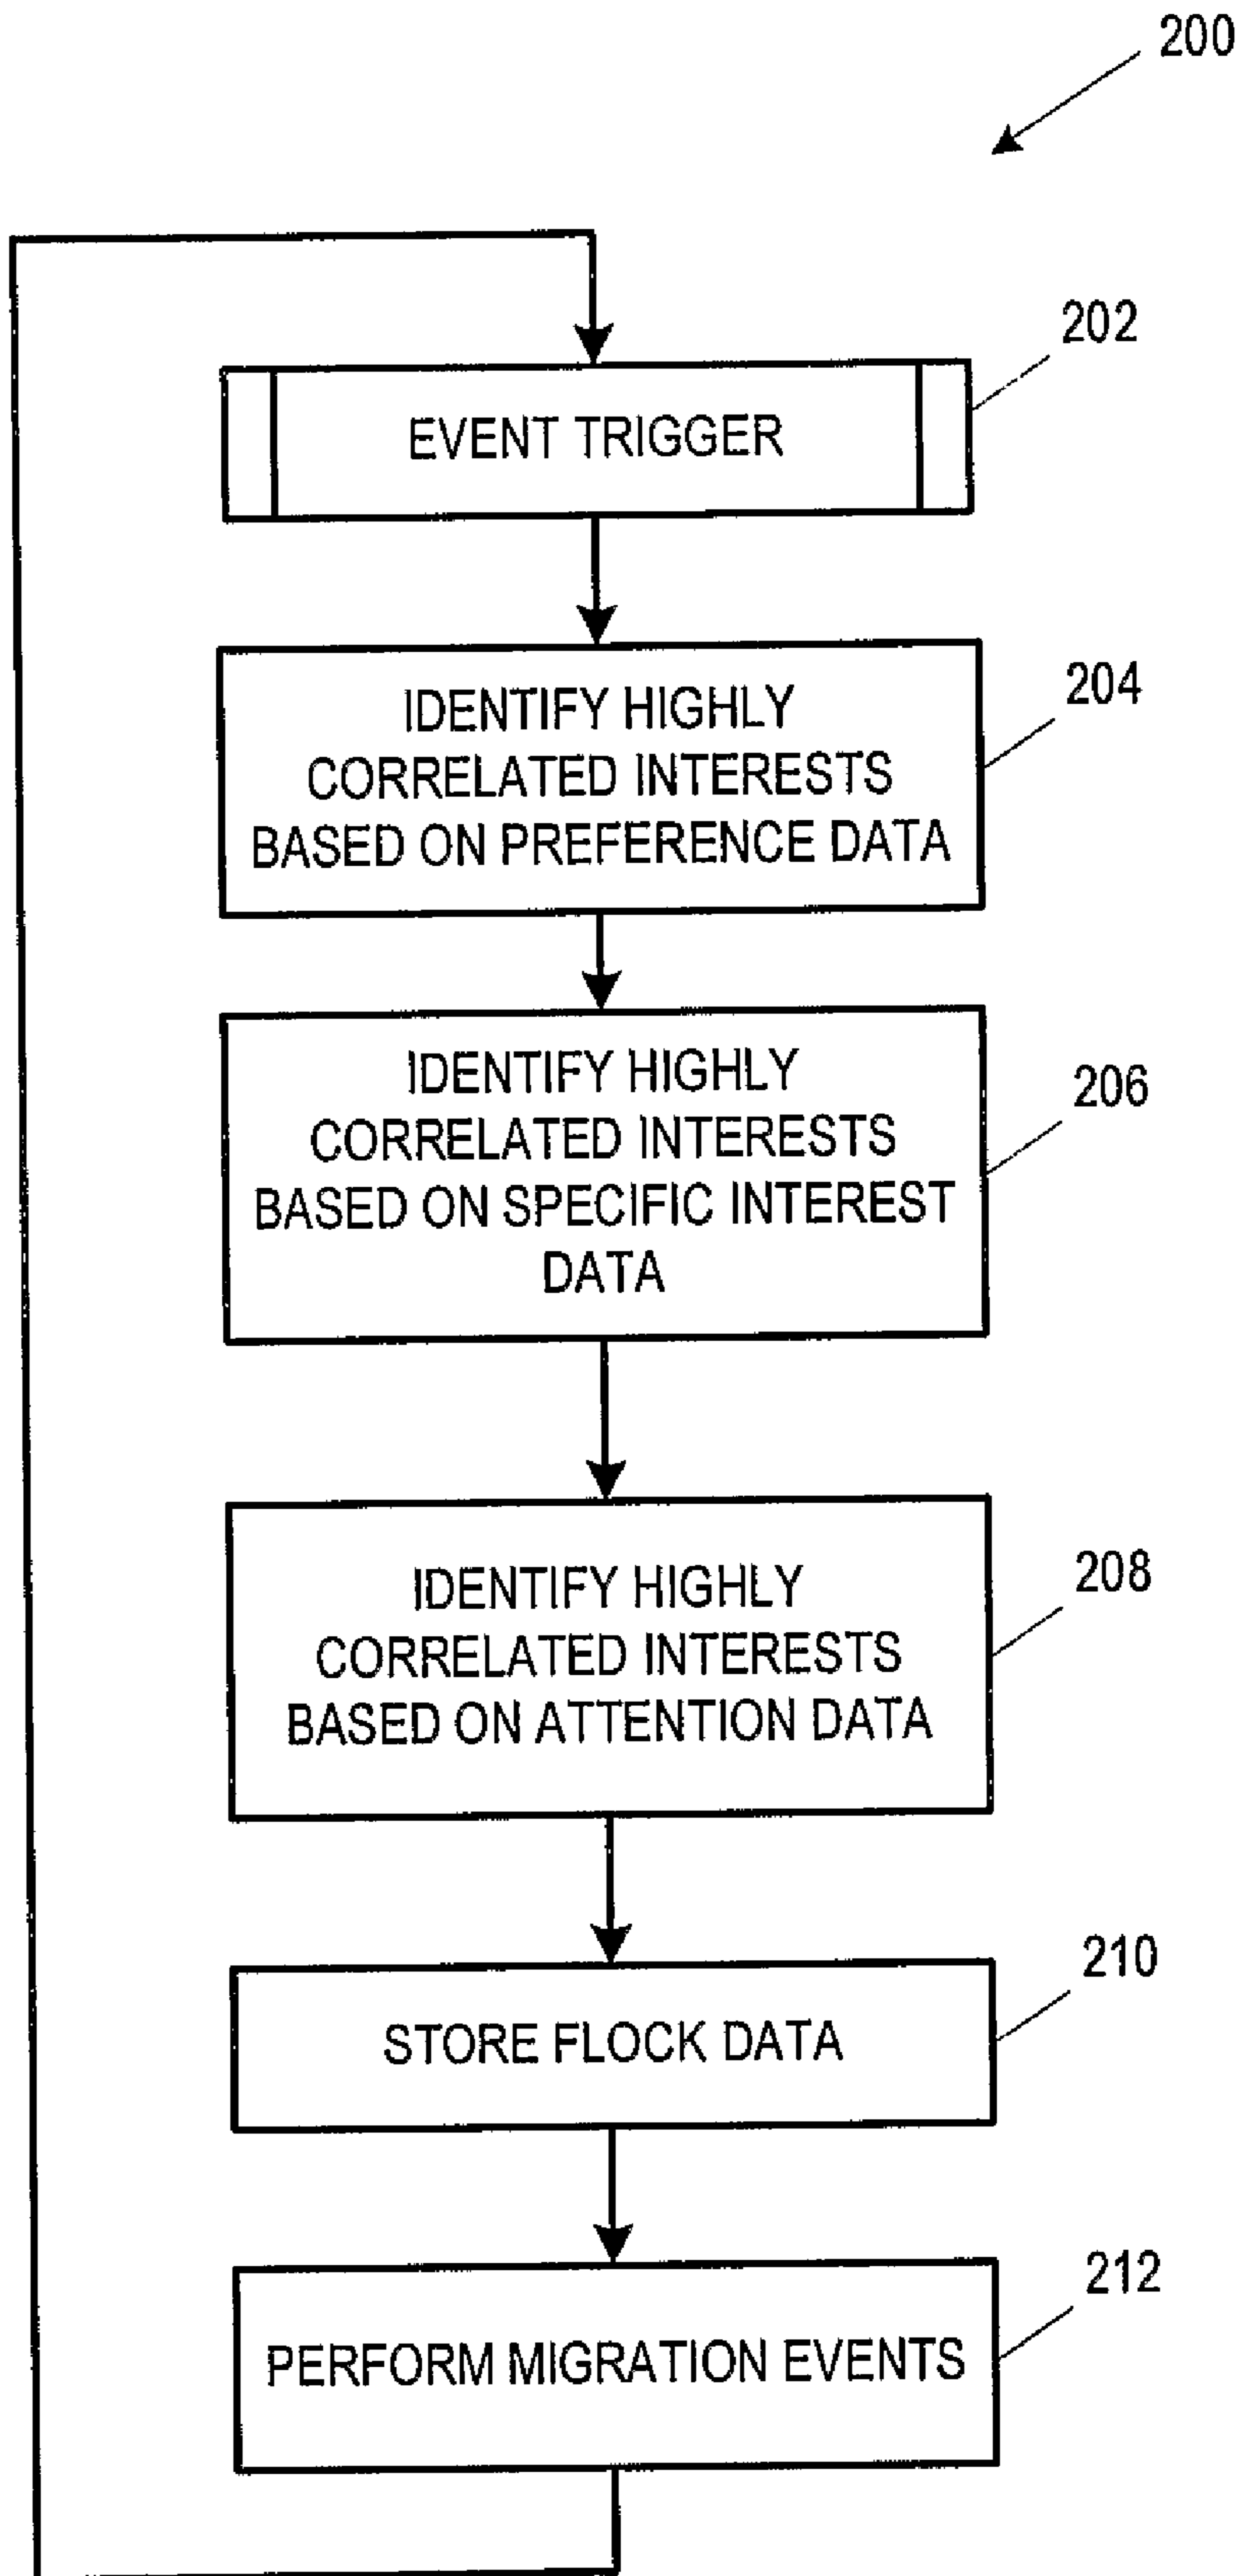 200
202
EVENT TRIGGER
204
IDENTIFY HIGHLY
CORRELATED INTERESTS
BASED ON PREFERENCE DATA
206
IDENTIFY HIGHLY
CORRELATED INTERESTS
BASED ON SPECIFIC INTEREST
DATA
208
IDENTIFY HIGHLY
CORRELATED INTERESTS
BASED ON ATTENTION DATA
210
STORE FLOCK DATA
212
PERFORM MIGRATION EVENTS